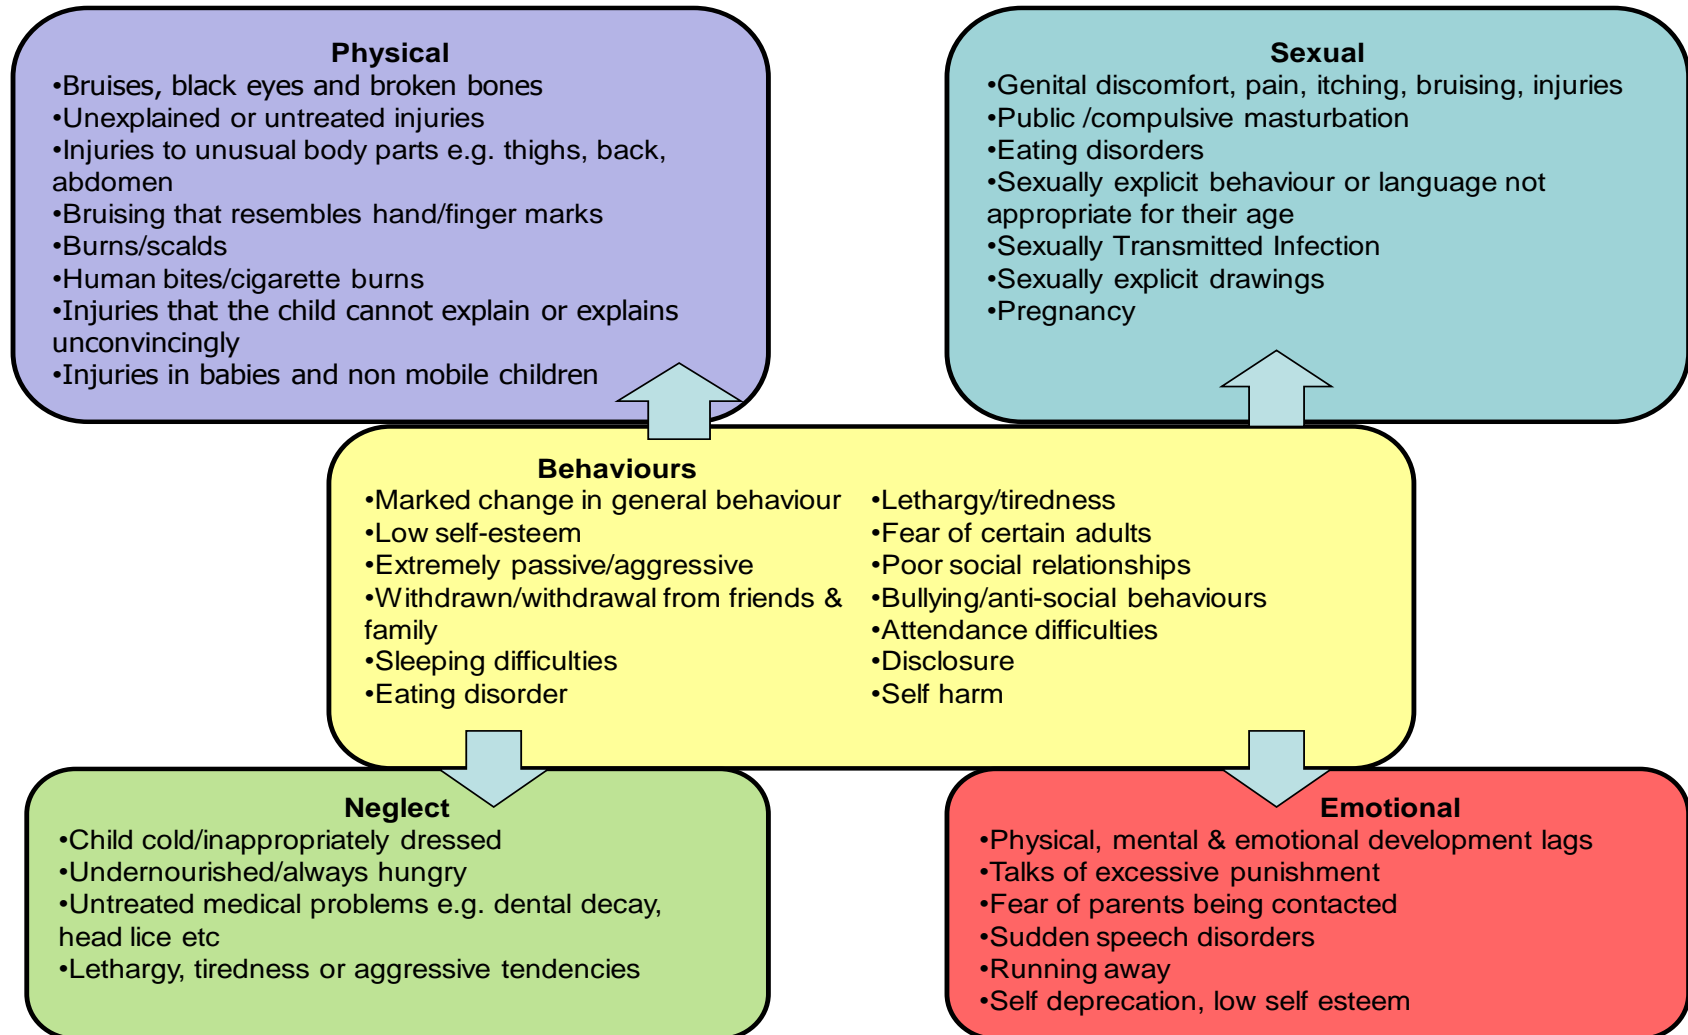 Physical
•Bruises, black eyes and broken bones
•Unexplained or untreated injuries
•Injuries to unusual body parts e.g. thighs, back,
abdomen
•Bruising that resembles hand/finger marks
•Burns/scalds
•Human bites/cigarette burns
•Injuries that the child cannot explain or explains
unconvincingly
•Injuries in babies and non mobile children
Sexual
•Genital discomfort, pain, itching, bruising, injuries
•Public /compulsive masturbation
•Eating disorders
•Sexually explicit behaviour or language not
appropriate for their age
•Sexually Transmitted Infection
•Sexually explicit drawings
•Pregnancy
Behaviours
•Marked change in general behaviour
•Low self-esteem
•Extremely passive/aggressive
•Withdrawn/withdrawal from friends &
family
•Sleeping difficulties
•Eating disorder
•Lethargy/tiredness
•Fear of certain adults
•Poor social relationships
•Bullying/anti-social behaviours
•Attendance difficulties
•Disclosure
•Self harm
Neglect
•Child cold/inappropriately dressed
•Undernourished/always hungry
•Untreated medical problems e.g. dental decay,
head lice etc
•Lethargy, tiredness or aggressive tendencies
Emotional
•Physical, mental & emotional development lags
•Talks of excessive punishment
•Fear of parents being contacted
•Sudden speech disorders
•Running away
•Self deprecation, low self esteem